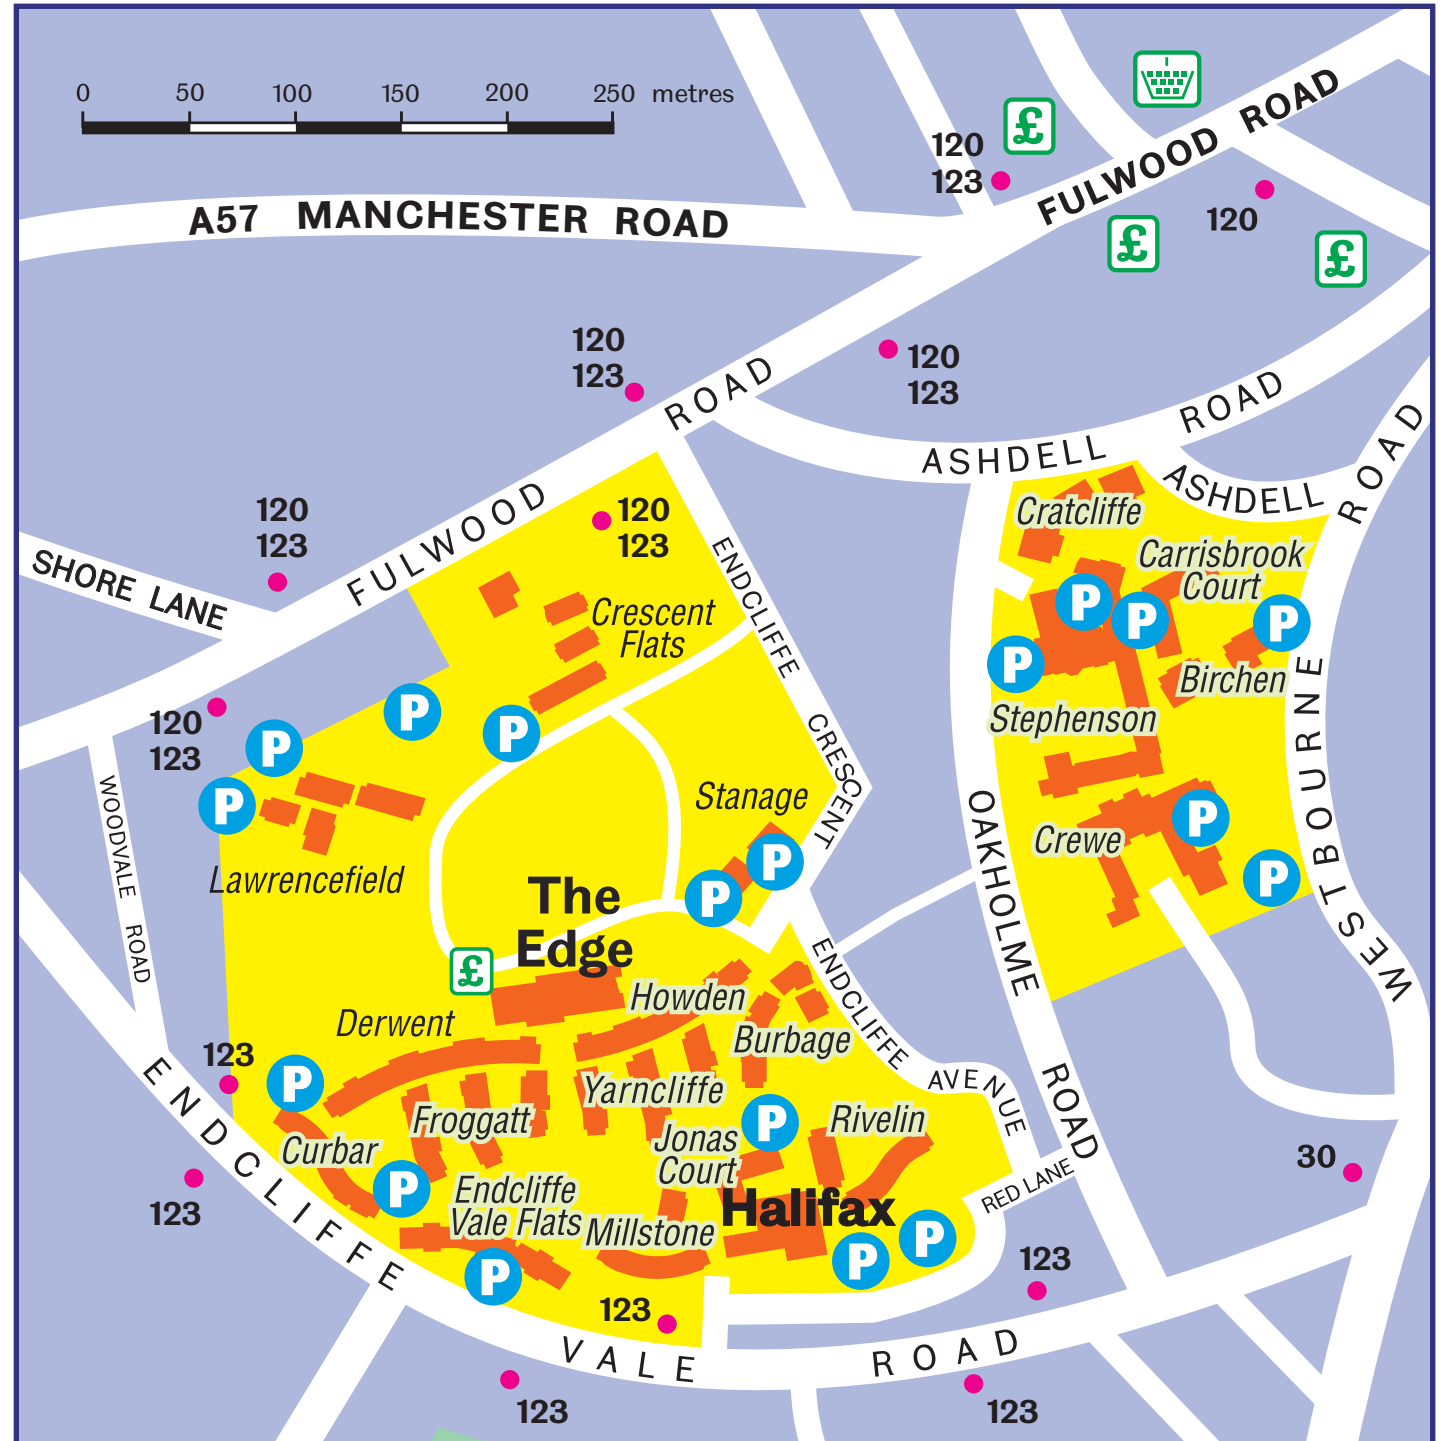 0 50 100 150 200 250 metres
£
120
123
FULWOOD ROAD
120
A57 MANCHESTER ROAD
£
£
120
123
120
123
ROAD
ASHDELL ROAD
ASHDELL
ROAD
FULWOOD
120
123
120
123
SHORE LANE
Cratcliffe
Carrisbrook
Court
ENDCLIFFE
CRESCENT
Crescent
Flats
P
P
P
P
Birchen
Stephenson
WESTBOURNE
120
123
P
P
P
P
WOODVALE ROAD
Stanage
P
P
Lawrencefield
OAKHOLME
ROAD
Crewe
P
P
The
Edge
£
Derwent
Howden
Burbage
ENDCLIFFE
AVENUE
123
P
Yarncliffe
Froggatt
P
Rivelin
Curbar
Jonas
Court
P
Endcliffe
Vale Flats
Millstone
Halifax
P
P
P
RED LANE
30
123
ENDCLIFFE
VALE
ROAD
123
123
123
123